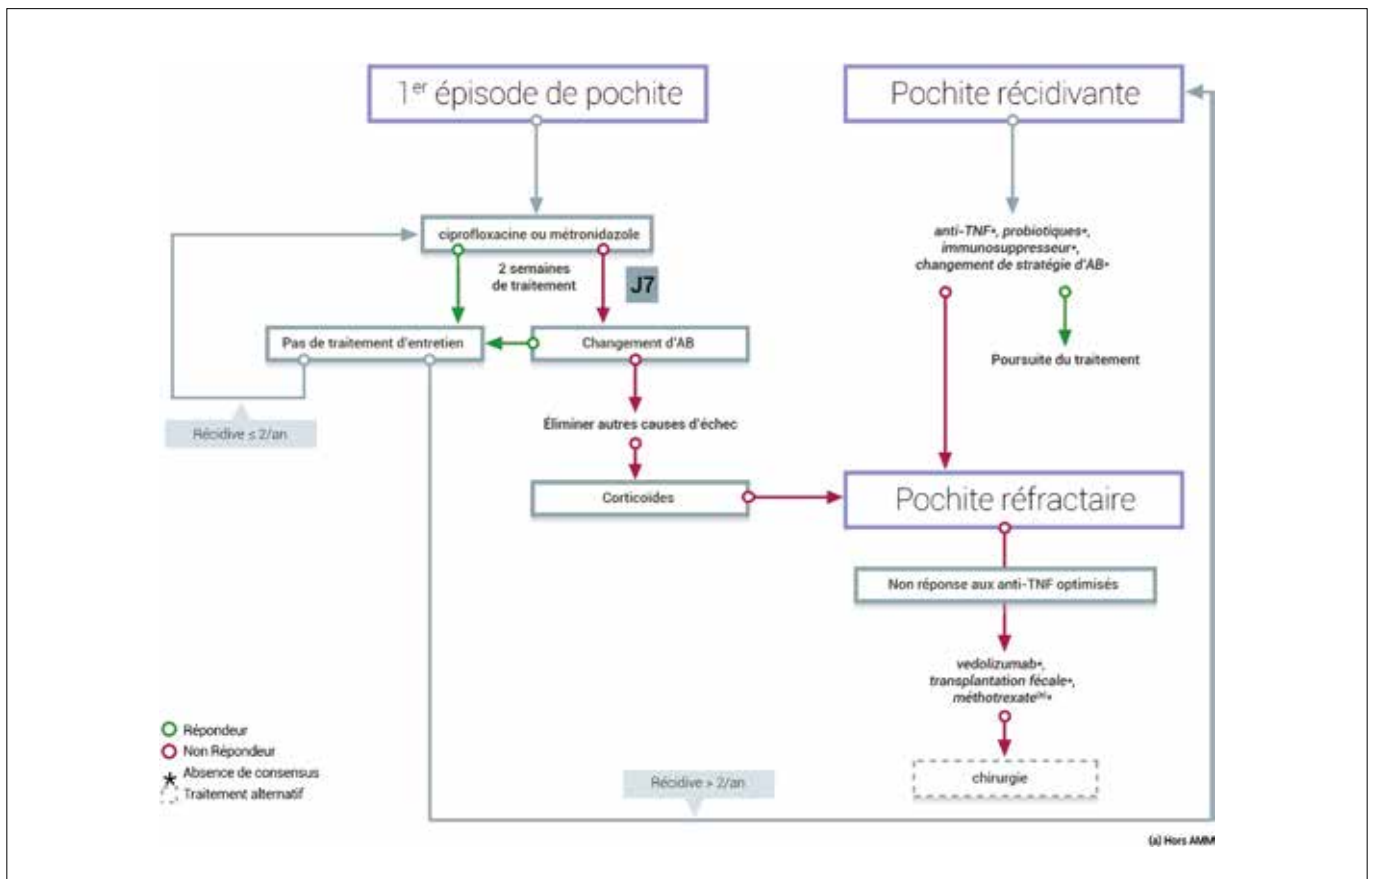 1er épisode de pochite
Pochite récidivante
ciprofloxacine ou métronidazole
2 semaines
de traitement
J7
anti-TNF*, probiotiques*,
immunosuppresseur*,
changement de stratégie d'AB*
Pas de traitement d'entretien
Changement d'AB
Poursuite du traitement
Récidive ≤ 2/an
Éliminer autres causes d'échec
Corticoïdes
Pochite réfractaire
Non réponse aux anti-TNF optimisés
vedolizumab*,
transplantation fécale*,
méthotrexate(a)*
Répondeur
Non Répondeur
* Absence de consensus
Traitement alternatif
chirurgie
Récidive > 2/an
(a) Hors AMM